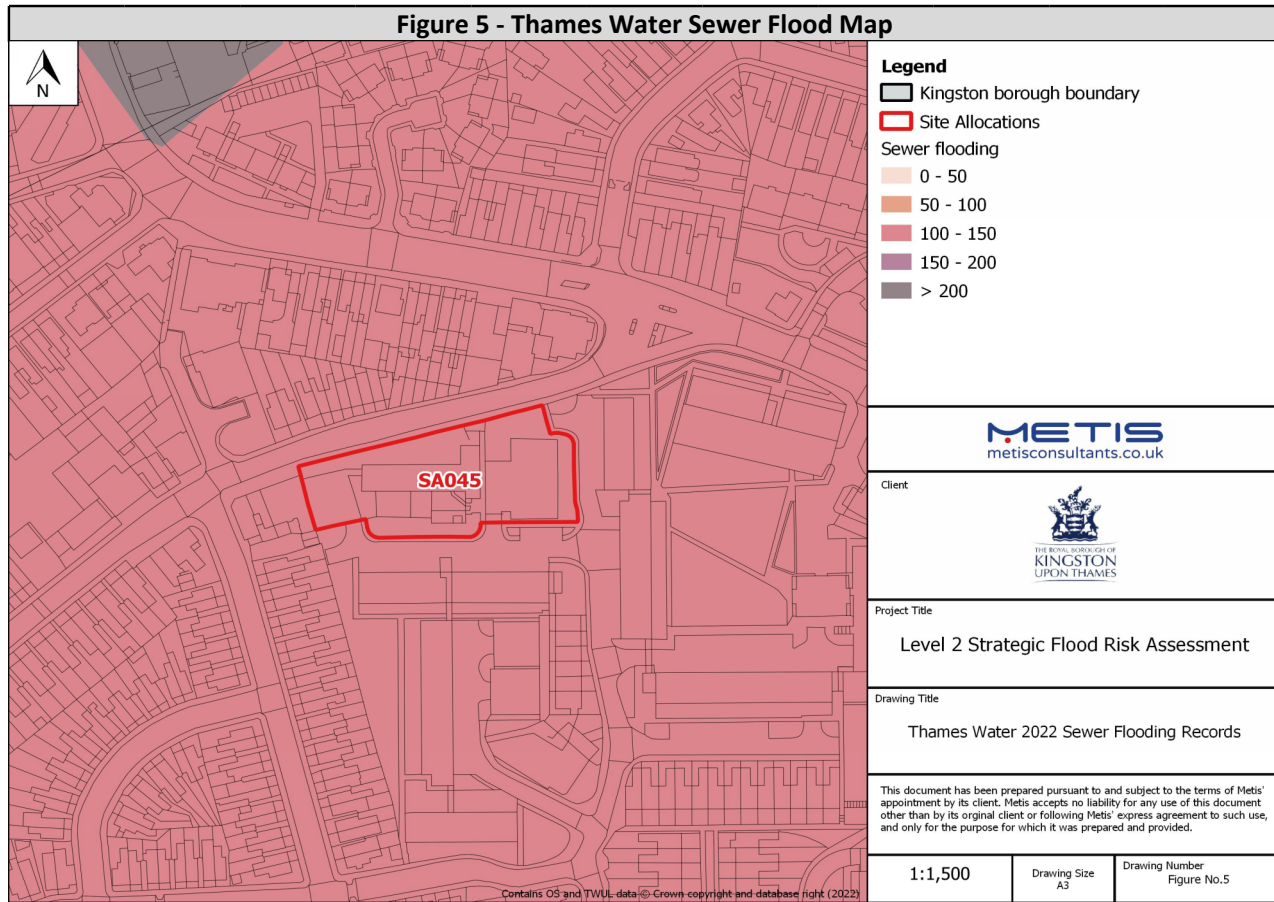 Figure 5 - Thames Water Sewer Flood Map
N
SA045
Contains OS and TWUL data © Crown copyright and database right (2022)
Legend
Kingston borough boundary
Site Allocations
Sewer flooding
0 - 50
50 - 100
100 - 150
150 - 200
> 200
METIS
metisconsultants.co.uk
Client
THE ROYAL BOROUGH OF
KINGSTON
UPON THAMES
Project Title
Level 2 Strategic Flood Risk Assessment
Drawing Title
Thames Water 2022 Sewer Flooding Records
This document has been prepared pursuant to and subject to the terms of Metis'
appointment by its client. Metis accepts no liability for any use of this document
other than by its orginal client or following Metis' express agreement to such use,
and only for the purpose for which it was prepared and provided.
1:1,500
Drawing Size
A3
Drawing Number
Figure No.5